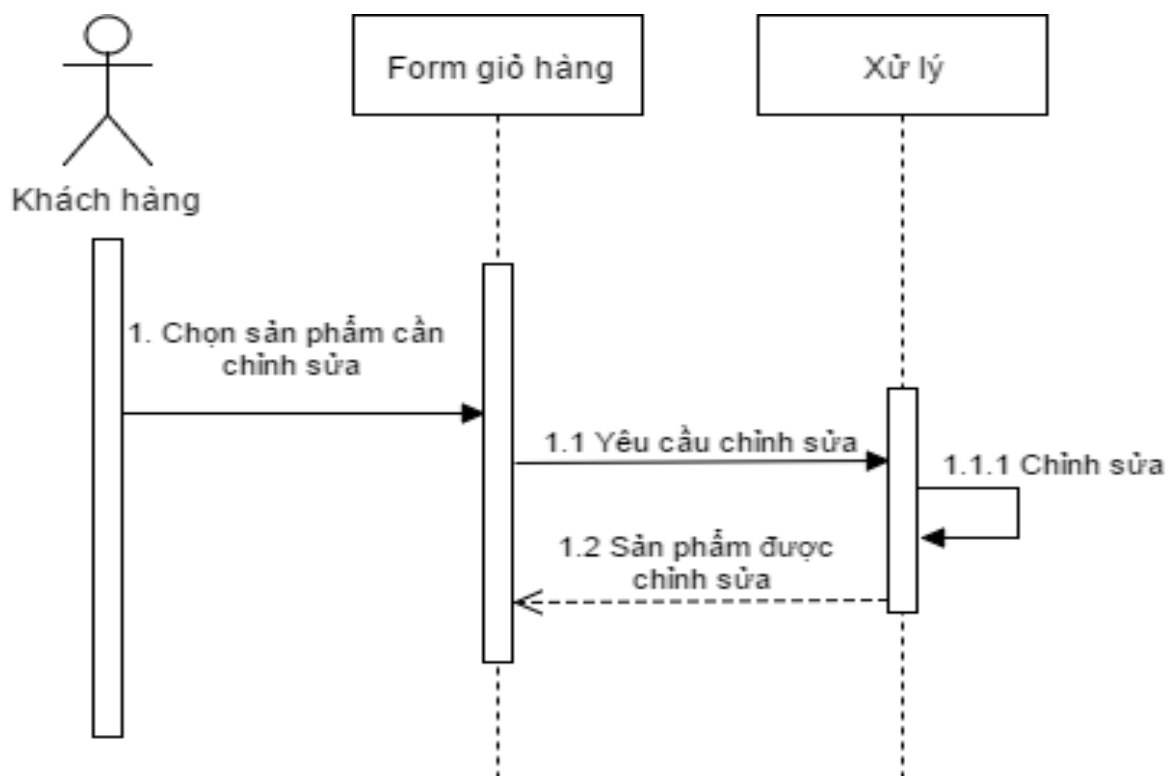 Form giỏ hàng
Xử lý
Khách hàng
1. Chọn sản phẩm cần
chỉnh sửa
1.1 Yêu cầu chỉnh sửa
1.1.1 Chỉnh sửa
1.2 Sản phẩm được
chỉnh sửa